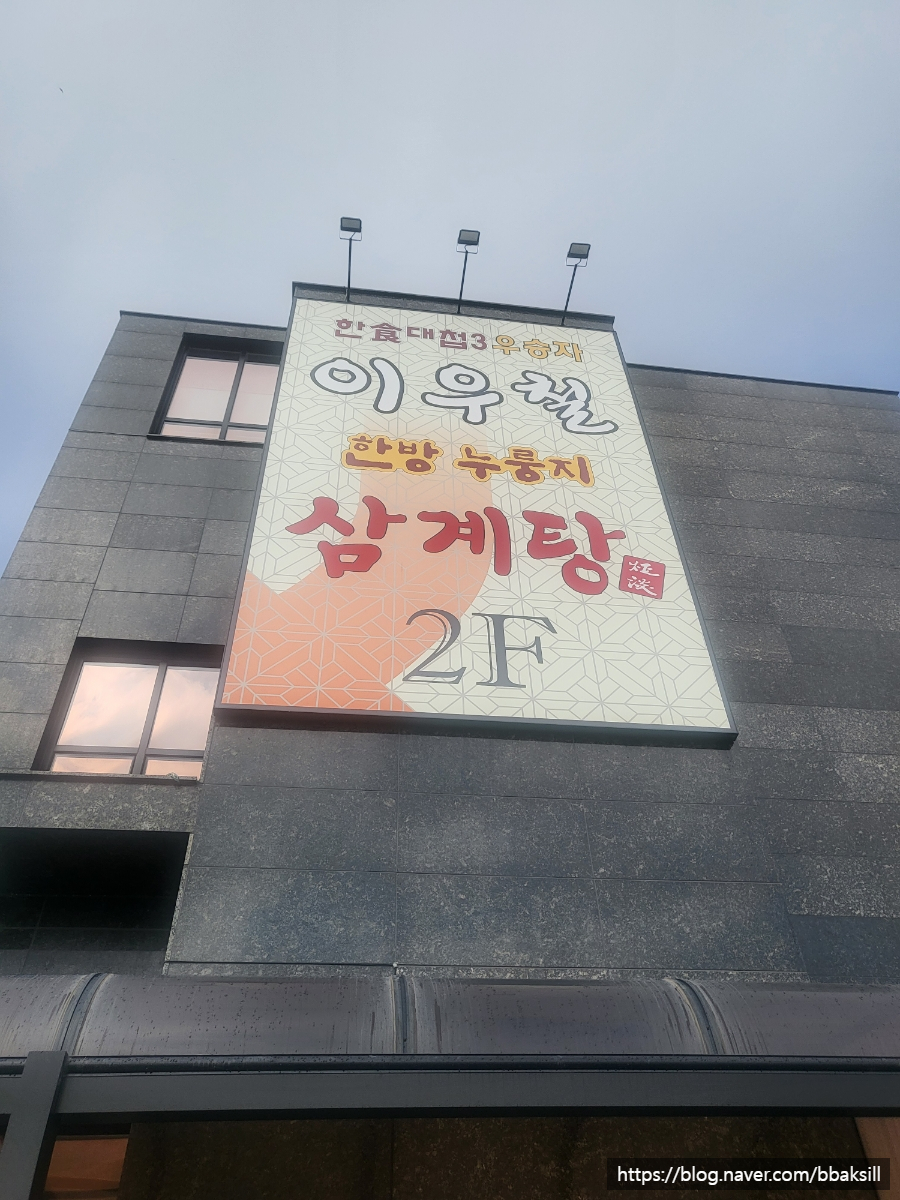 한食대첩3 우승자
이우철
한방 누룽지
삼계탕
2F
https://blog.naver.com/bbaksill